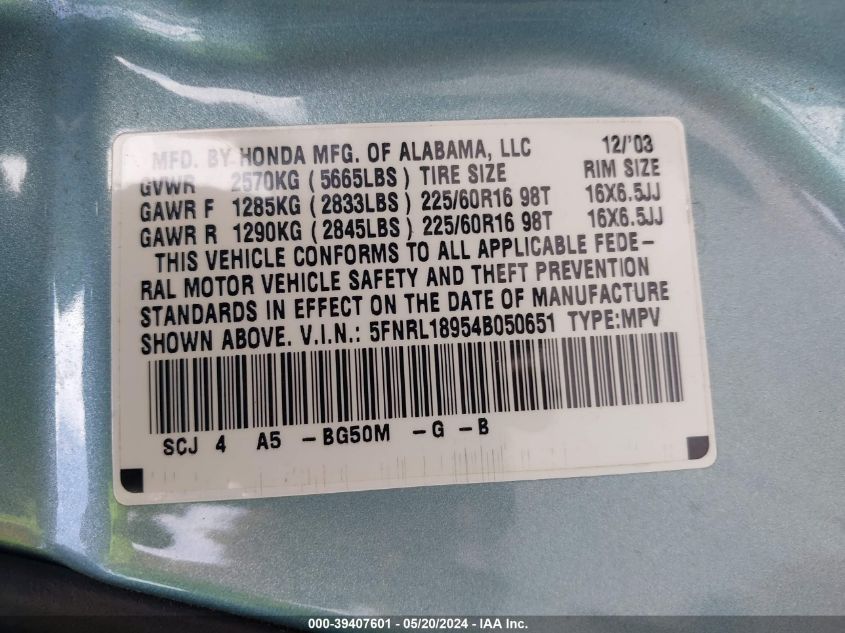 MFD. BY HONDA MFG. OF ALABAMA, LLC 12/'03
GVWR 2570KG (5665LBS) TIRE SIZE RIM SIZE
GAWR F 1285KG (2833LBS) 225/60R16 98T 16X6.5JJ
GAWR R 1290KG (2845LBS) 225/60R16 98T 16X6.5JJ
THIS VEHICLE CONFORMS TO ALL APPLICABLE FEDE-
RAL MOTOR VEHICLE SAFETY AND THEFT PREVENTION
STANDARDS IN EFFECT ON THE DATE OF MANUFACTURE
SHOWN ABOVE. V.I.N.: 5FNRL18954B050651 TYPE:MPV
SCJ 4 A5 -BG50M -G -B
000-39407601 - 05/20/2024 - IAA Inc.